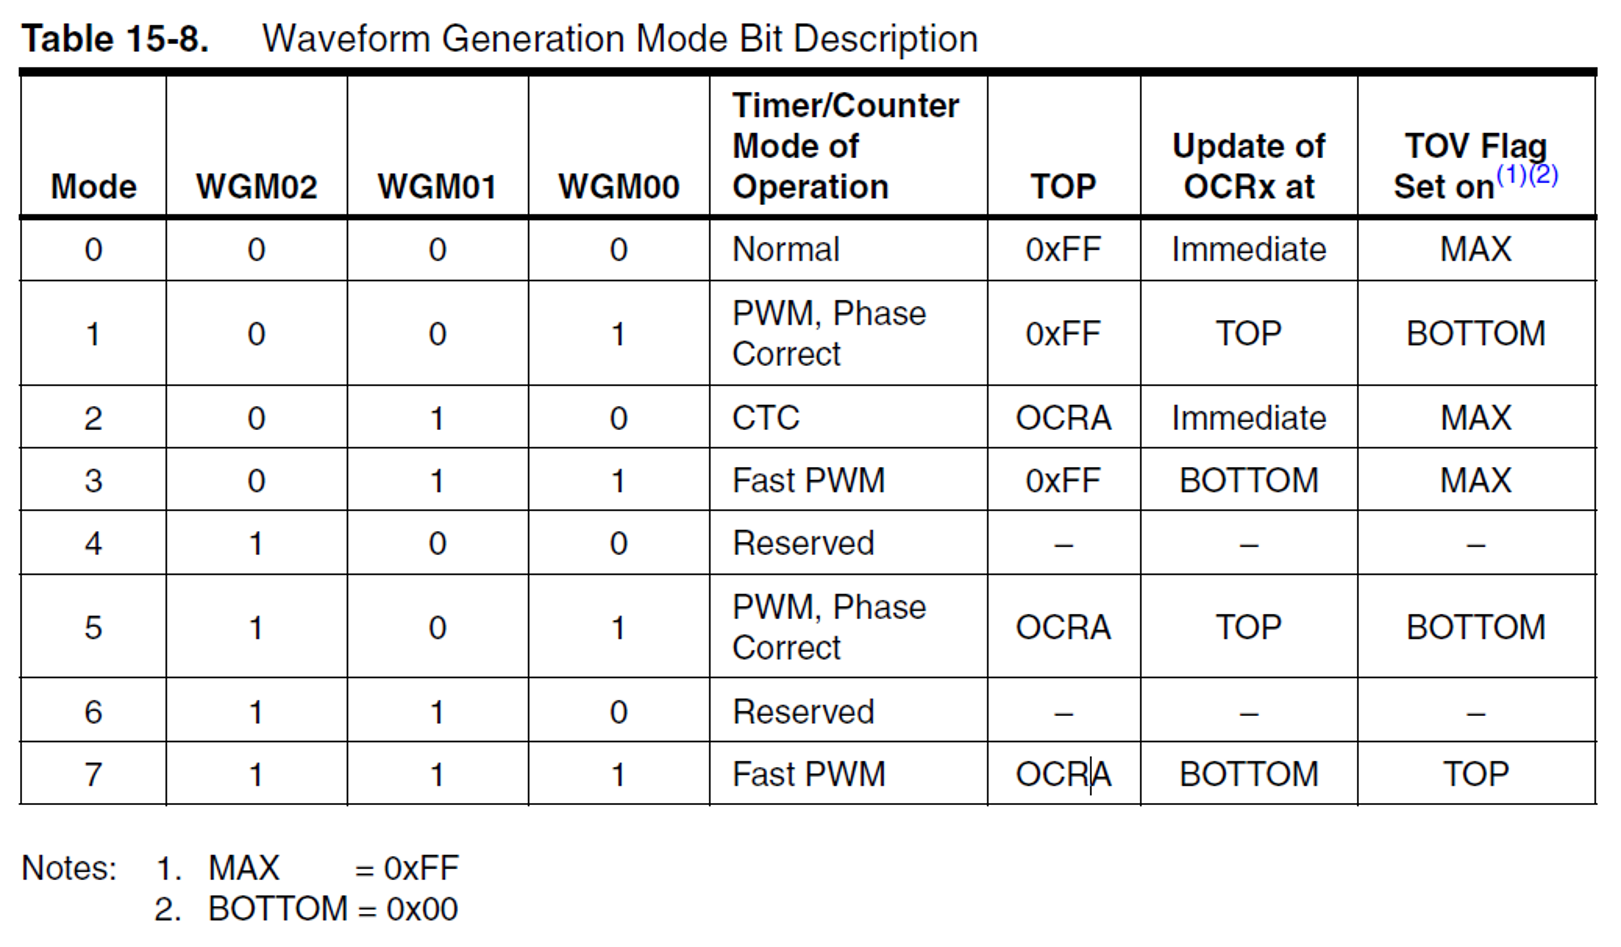 Table 15-8. Waveform Generation Mode Bit Description
Mode WGM02 WGM01 WGM00 Timer/Counter Mode of Operation TOP Update of OCRx at TOV Flag Set on(1)(2)
0 0 0 0 Normal 0xFF Immediate MAX
1 0 0 1 PWM, Phase Correct 0xFF TOP BOTTOM
2 0 1 0 CTC OCRA Immediate MAX
3 0 1 1 Fast PWM 0xFF BOTTOM MAX
4 1 0 0 Reserved – – –
5 1 0 1 PWM, Phase Correct OCRA TOP BOTTOM
6 1 1 0 Reserved – – –
7 1 1 1 Fast PWM OCRA BOTTOM TOP
Notes: 1. MAX = 0xFF
2. BOTTOM = 0x00